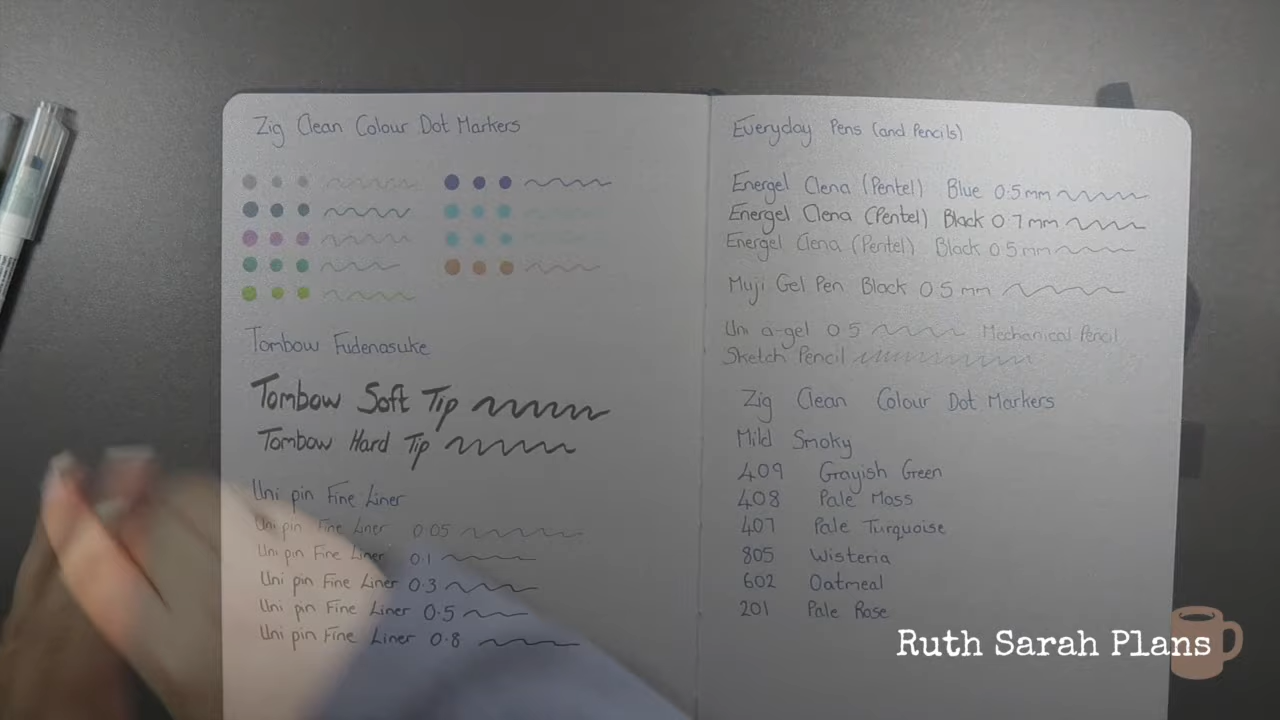 Zig Clean Colour Dot Markers
Tombow Fudenosuke
Tombow Soft Tip
Tombow Hard Tip
Uni pin Fine Liner
Uni pin Fine Liner 0.05
Uni pin Fine Liner 0.1
Uni pin Fine Liner 0.3
Uni pin Fine Liner 0.5
Uni pin Fine Liner 0.8
Everyday Pens (and Pencils)
Energel Clena (Pentel) Blue 0.5mm
Energel Clena (Pentel) Black 0.7mm
Energel Clena (Pentel) Black 0.5mm
Muji Gel Pen Black 0.5mm
Uni a-gel 0.5 Mechanical Pencil
Sketch Pencil
Zig Clean Colour Dot Markers
Mild Smoky
409 Grayish Green
408 Pale Moss
407 Pale Turquoise
805 Wisteria
602 Oatmeal
201 Pale Rose
Ruth Sarah Plans